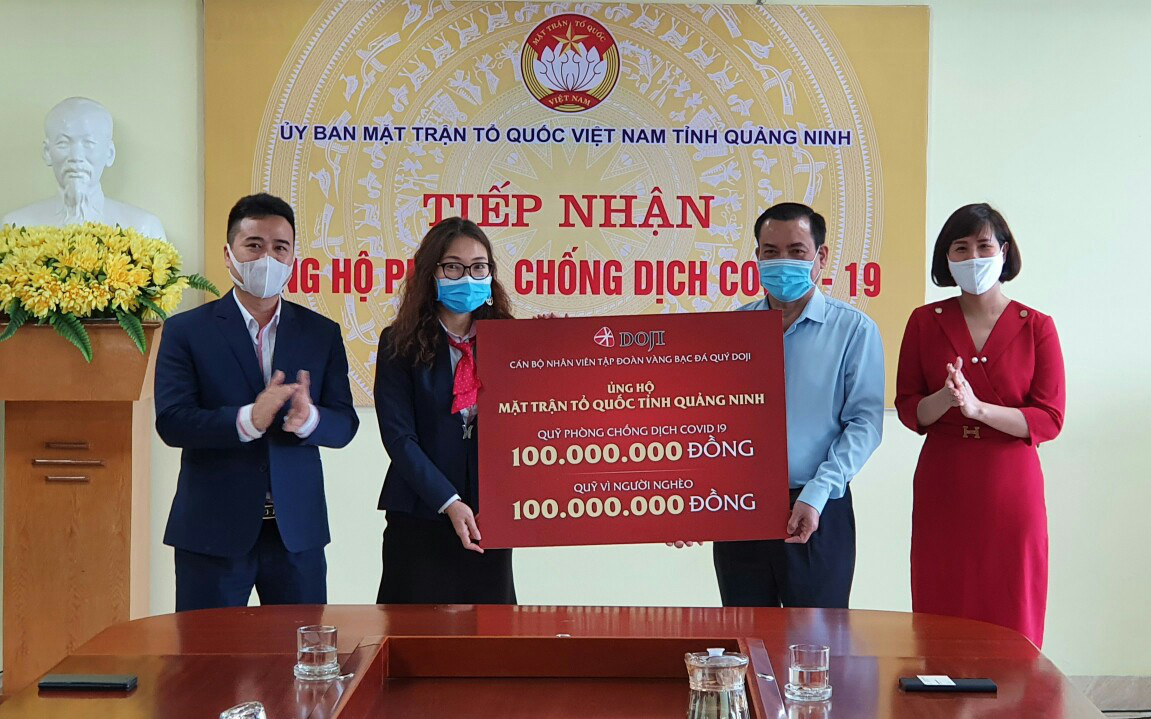 MẶT TRẬN TỔ QUỐC
VIỆT NAM
ỦY BAN MẶT TRẬN TỔ QUỐC VIỆT NAM TỈNH QUẢNG NINH
TIẾP NHẬN
HỘ CHỐNG DỊCH - 19
DOJI
CÁN BỘ NHÂN VIÊN TẬP ĐOÀN VÀNG BẠC ĐÁ QUÝ DOJI
ỦNG HỘ
MẶT TRẬN TỔ QUỐC TỈNH QUẢNG NINH
QUỸ PHÒNG CHỐNG DỊCH COVID 19
100.000.000 ĐỒNG
QUỸ VÌ NGƯỜI NGHÈO
100.000.000 ĐỒNG